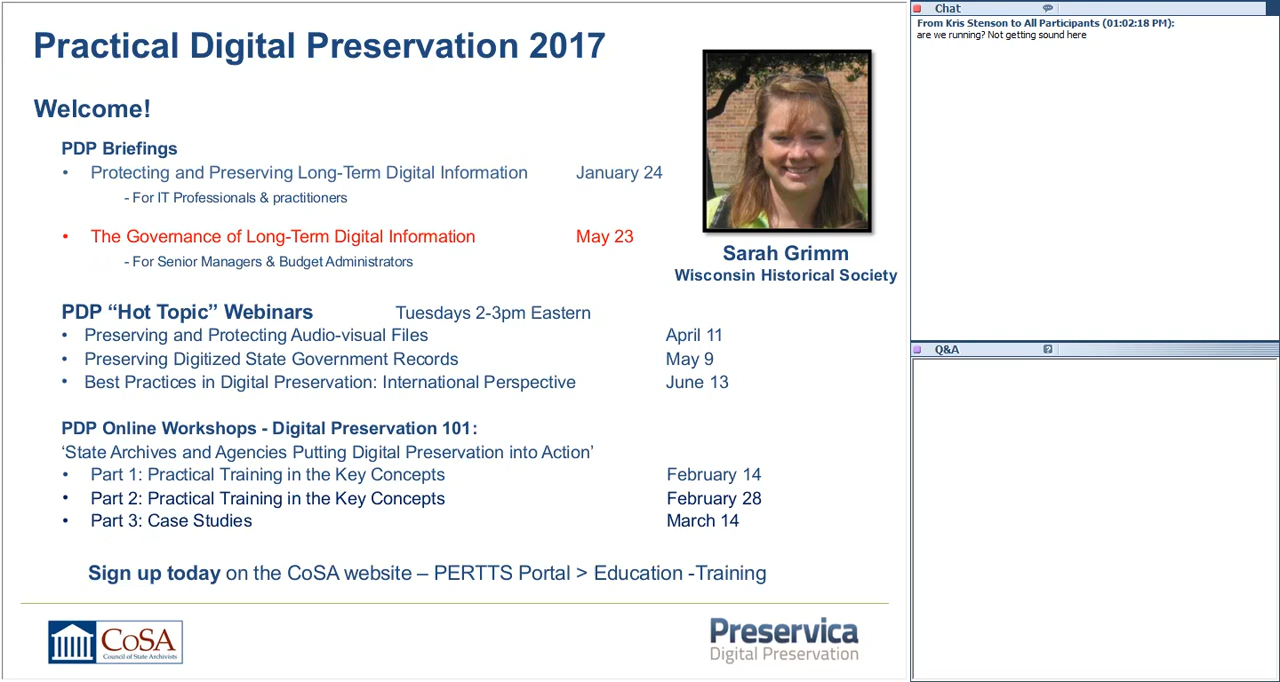 Practical Digital Preservation 2017
Welcome!
PDP Briefings
• Protecting and Preserving Long-Term Digital Information January 24
- For IT Professionals & practitioners
• The Governance of Long-Term Digital Information May 23
- For Senior Managers & Budget Administrators
Sarah Grimm
Wisconsin Historical Society
PDP “Hot Topic” Webinars Tuesdays 2-3pm Eastern
• Preserving and Protecting Audio-visual Files April 11
• Preserving Digitized State Government Records May 9
• Best Practices in Digital Preservation: International Perspective June 13
PDP Online Workshops - Digital Preservation 101:
‘State Archives and Agencies Putting Digital Preservation into Action’
• Part 1: Practical Training in the Key Concepts February 14
• Part 2: Practical Training in the Key Concepts February 28
• Part 3: Case Studies March 14
Sign up today on the CoSA website – PERTTS Portal > Education -Training
CoSA
Council of State Archivists
Preservica
Digital Preservation
Chat
From Kris Stenson to All Participants (01:02:18 PM):
are we running? Not getting sound here
Q&A